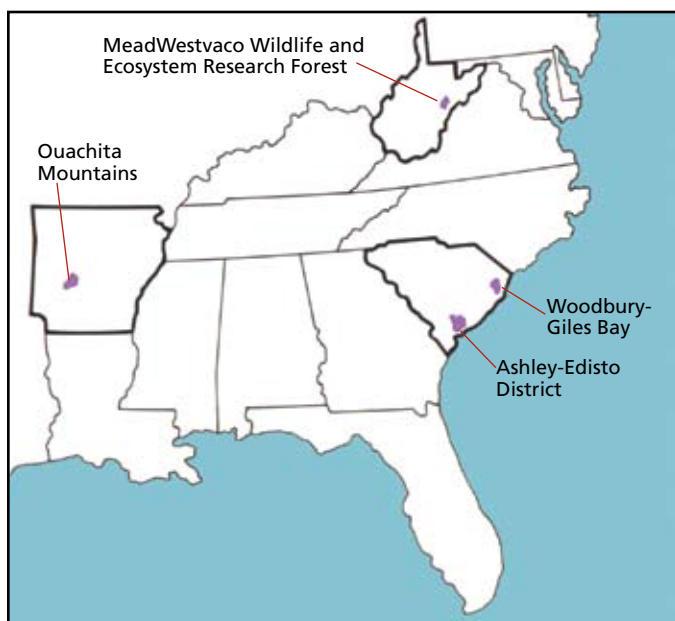 MeadWestvaco Wildlife and
Ecosystem Research Forest
Ouachita
Mountains
Woodbury-
Giles Bay
Ashley-Edisto
District